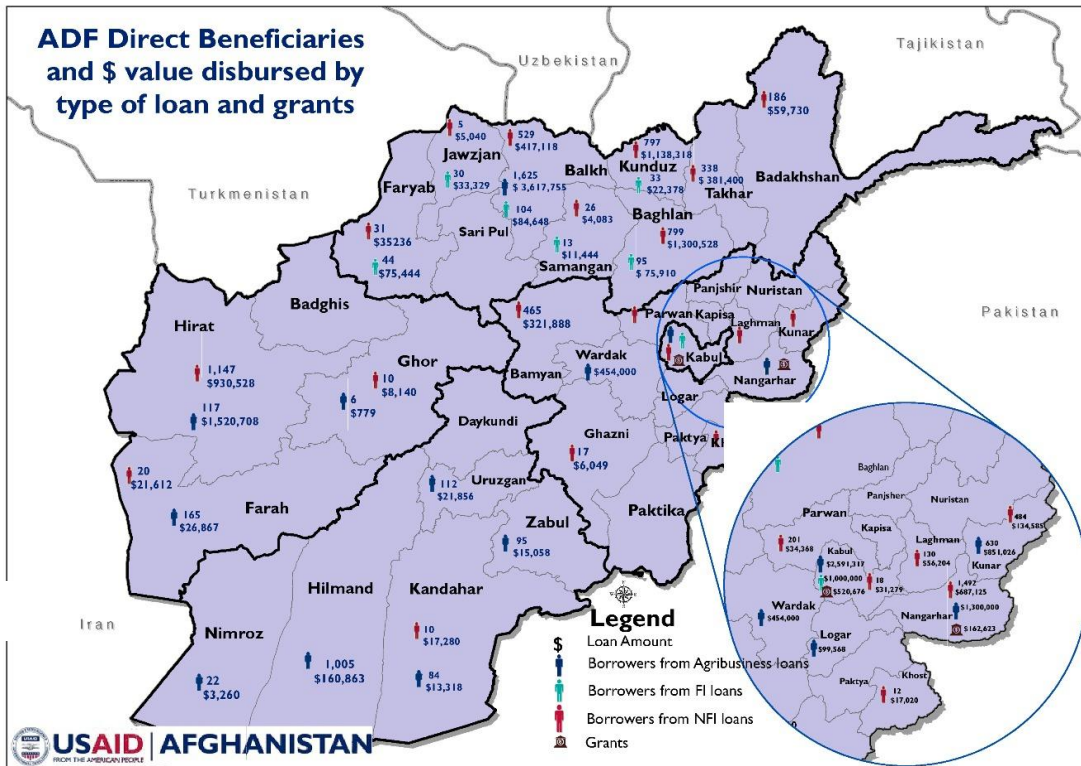 ADF Direct Beneficiaries
and $ value disbursed by
type of loan and grants
Uzbekistan
Tajikistan
Turkmenistan
Pakistan
Iran
186
$59,730
Badakhshan
5
$5,040
Jawzjan
30
$33,329
Faryab
31
$35236
44
$75,444
529
$417,118
Balkh
1,625
$ 3,617,755
104
$84,648
Sari Pul
26
$4,083
13
$11,444
Samangan
797
$1,138,318
Kunduz
33
$22,378
338
$ 381,400
Takhar
Baghlan
799
$1,300,528
95
$ 75,910
Badghis
Hirat
1,147
$930,528
117
$1,520,708
Ghor
10
$8,140
6
$779
465
$321,888
Bamyan
Wardak
$454,000
Parwan
Panjshir
Kapisa
Nuristan
Laghman
Kunar
Kabul
Nangarhar
Logar
Paktya
Kh
Daykundi
Ghazni
17
$6,049
Paktika
Uruzgan
112
$21,856
Zabul
95
$15,058
20
$21,612
165
$26,867
Farah
Nimroz
22
$3,260
Hilmand
1,005
$160,863
Kandahar
10
$17,280
84
$13,318
Legend
$ Loan Amount
Borrowers from Agribusiness loans
Borrowers from FI loans
Borrowers from NFI loans
Grants
Baghlan
Panjsher
Nuristan
Parwan
Kapisa
201
$34,368
Kabul
$2,591,317
$1,000,000
$520,676
18
$31,279
Laghman
130
$56,204
484
$134,585
630
$851,026
Kunar
1,492
$687,125
$1,300,000
Nangarhar
$162,623
Wardak
$454,000
Logar
$99,568
Paktya
Khost
12
$17,020
USAID | AFGHANISTAN
FROM THE AMERICAN PEOPLE